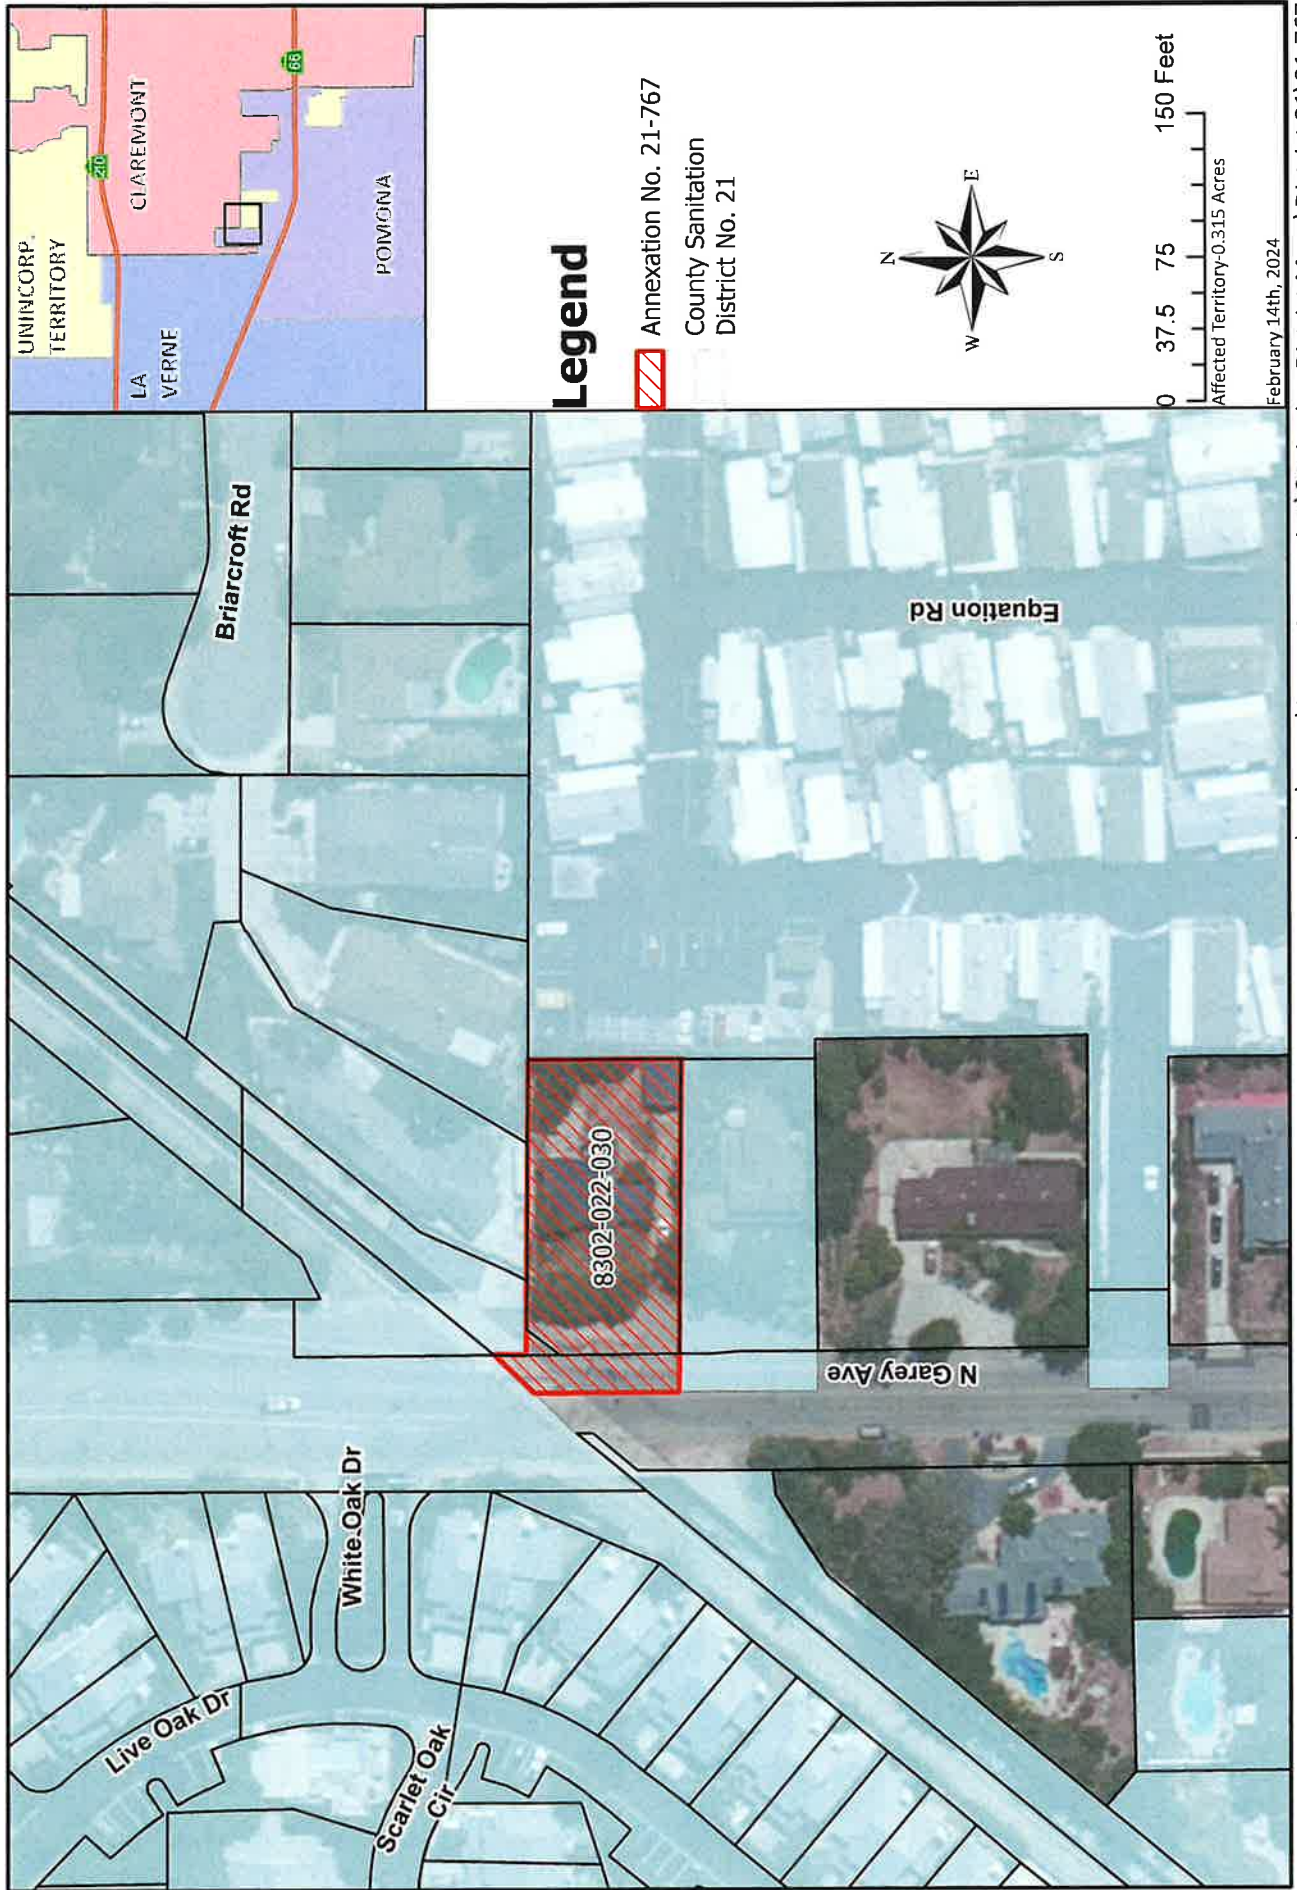 UNINCORP.
TERRITORY
CLAREMONT
LA
VERNE
POMONA
210
66
Legend
Annexation No. 21-767
County Sanitation
District No. 21
N
W
E
S
0 37.5 75 150 Feet
Affected Territory-0.315 Acres
February 14th, 2024
Briarcroft Rd
Equation Rd
8302-022-030
N Garey Ave
White Oak Dr
Live Oak Dr
Scarlet Oak
Cir